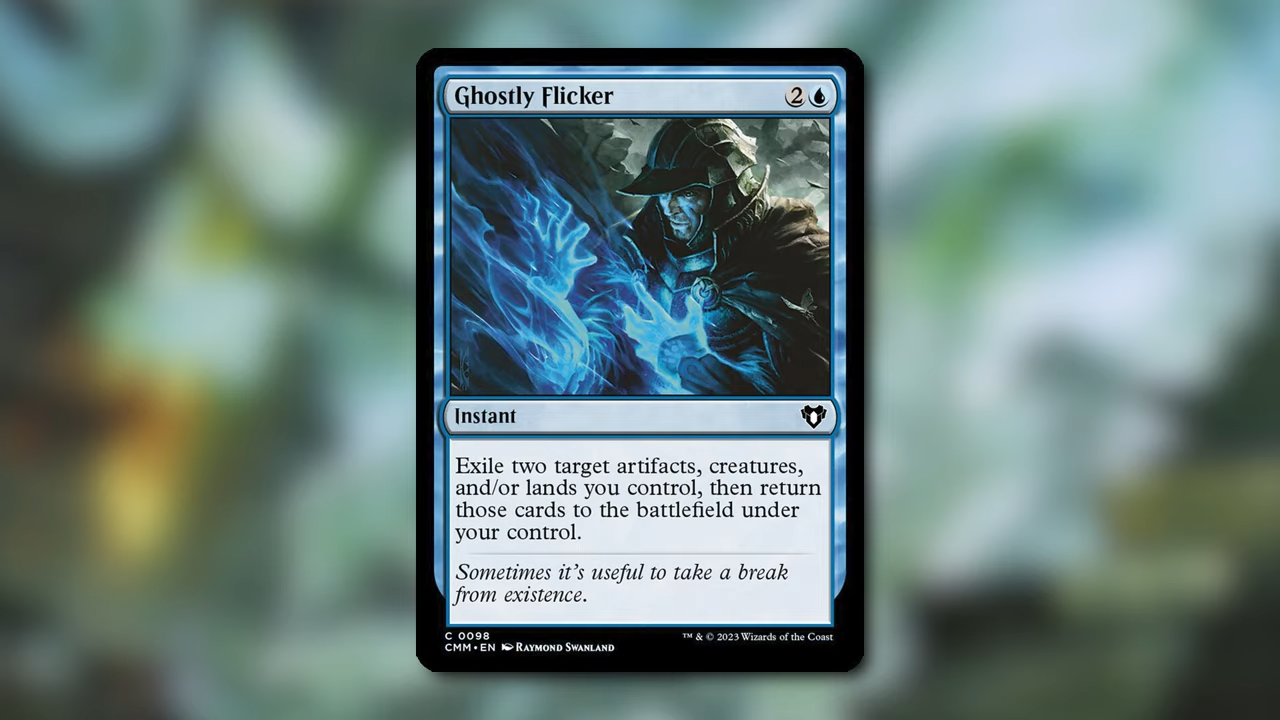 Ghostly Flicker 2
Instant
Exile two target artifacts, creatures,
and/or lands you control, then return
those cards to the battlefield under
your control.
Sometimes it's useful to take a break
from existence.
C 0098
™ & © 2023 Wizards of the Coast
CMM • EN Raymond Swanland